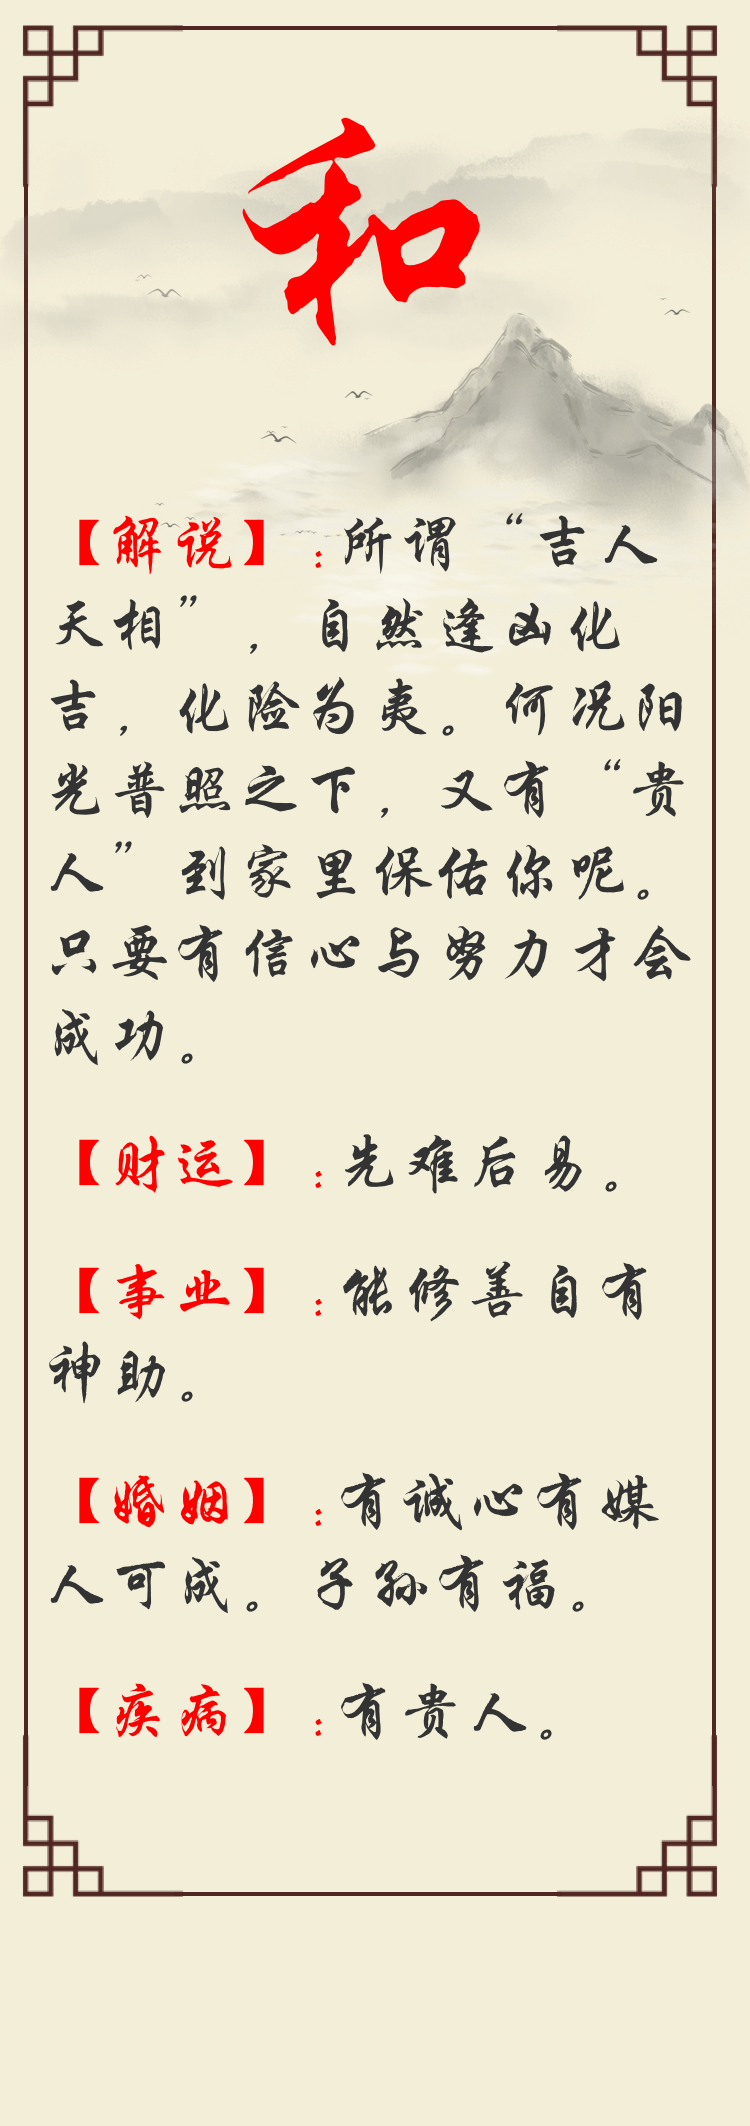 和
【解说】:所谓“吉人
天相”,自然逢凶化
吉,化险为夷。何况阳
光普照之下,又有“贵
人”到家里保佑你呢。
只要有信心与努力才会
成功。
【财运】:先难后易。
【事业】:能修善自有
神助。
【婚姻】:有诚心有媒
人可成。子孙有福。
【疾病】:有贵人。